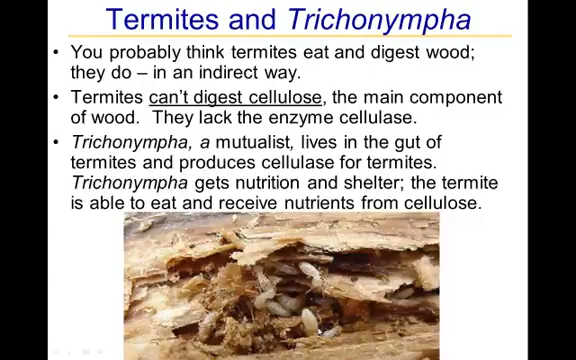 Termites and Trichonympha
• You probably think termites eat and digest wood;
they do – in an indirect way.
• Termites can't digest cellulose, the main component
of wood.  They lack the enzyme cellulase.
• Trichonympha, a mutualist, lives in the gut of
termites and produces cellulase for termites.
Trichonympha gets nutrition and shelter; the termite
is able to eat and receive nutrients from cellulose.